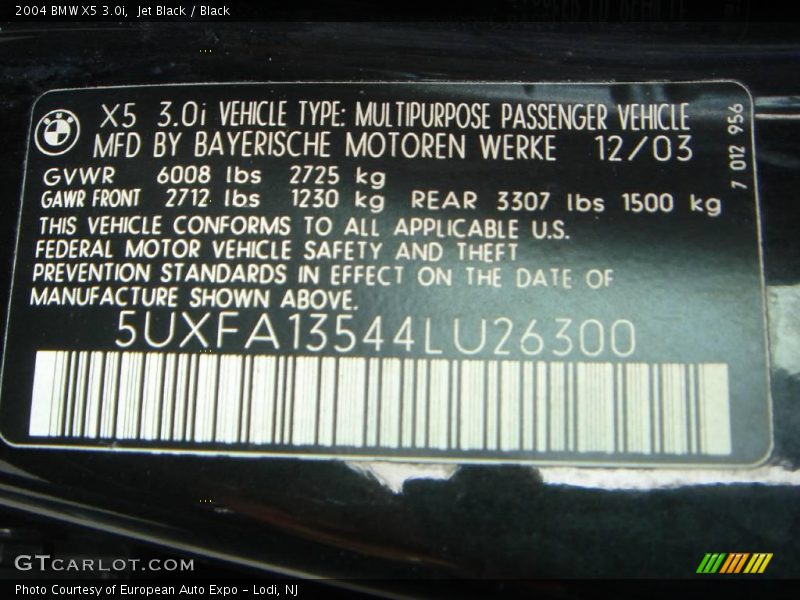 2004 BMW X5 3.0i, Jet Black / Black
BMW
X5 3.0i VEHICLE TYPE: MULTIPURPOSE PASSENGER VEHICLE
MFD BY BAYERISCHE MOTOREN WERKE 12/03
7 012 956
GVWR 6008 lbs 2725 kg
GAWR FRONT 2712 lbs 1230 kg REAR 3307 lbs 1500 kg
THIS VEHICLE CONFORMS TO ALL APPLICABLE U.S.
FEDERAL MOTOR VEHICLE SAFETY AND THEFT
PREVENTION STANDARDS IN EFFECT ON THE DATE OF
MANUFACTURE SHOWN ABOVE.
5UXFA13544LU26300
GTCARLOT.COM
Photo Courtesy of European Auto Expo - Lodi, NJ